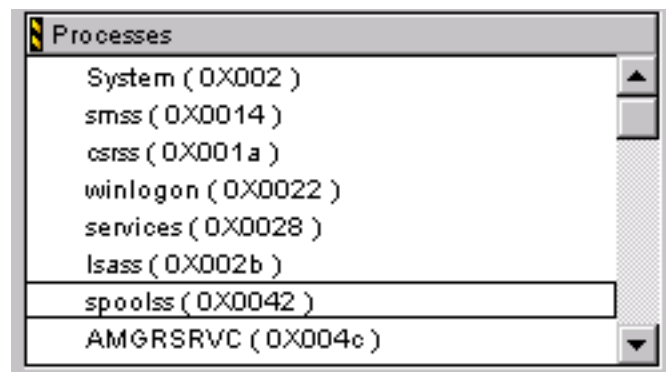 Processes
System ( 0X002 )
smss ( 0X0014 )
csrss ( 0X001a )
winlogon ( 0X0022 )
services ( 0X0028 )
lsass ( 0X002b )
spoolss ( 0X0042 )
AMGRSRVC ( 0X004c )